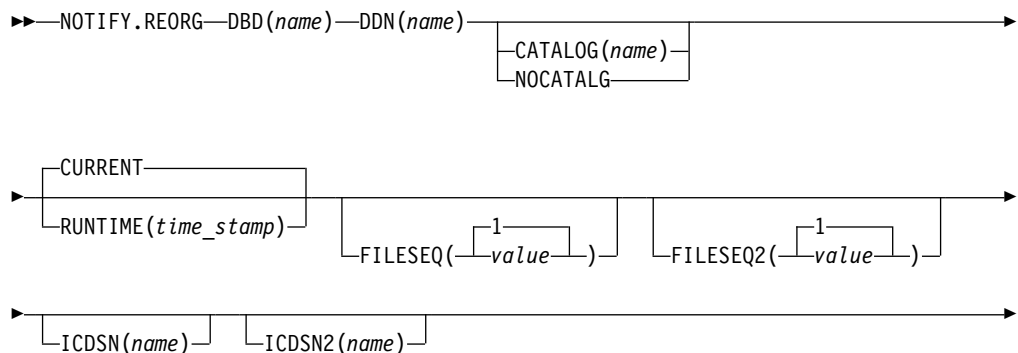 NOTIFY.REORG DBD(name) DDN(name)
CATALOG(name)
NOCATALG
CURRENT
RUNTIME(time_stamp)
1
FILESEQ( value )
1
FILESEQ2( value )
ICDSN(name)
ICDSN2(name)